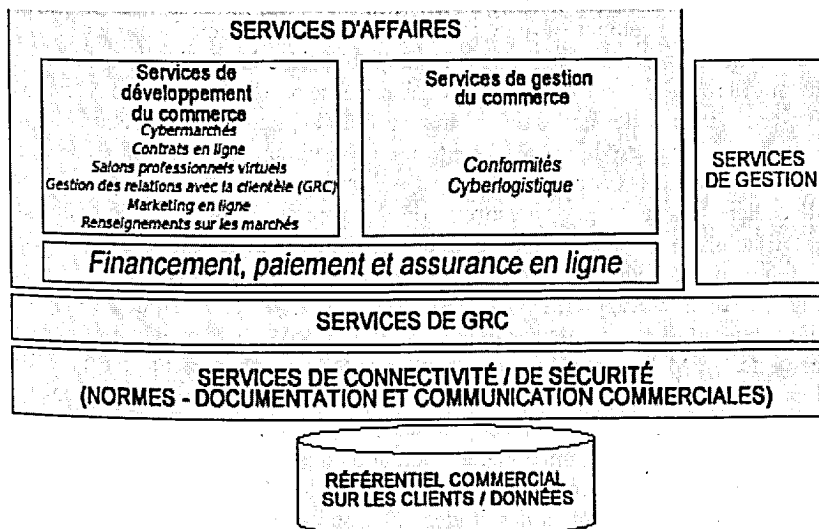 SERVICES D'AFFAIRES
Services de
développement
du commerce
Cybermarchés
Contrats en ligne
Salons professionnels virtuels
Gestion des relations avec la clientèle (GRC)
Marketing en ligne
Renseignements sur les marchés
Services de gestion
du commerce
Conformités
Cyberlogistique
SERVICES
DE GESTION
Financement, paiement et assurance en ligne
SERVICES DE GRC
SERVICES DE CONNECTIVITÉ / DE SÉCURITÉ
(NORMES - DOCUMENTATION ET COMMUNICATION COMMERCIALES)
RÉFÉRENTIEL COMMERCIAL
SUR LES CLIENTS / DONNÉES